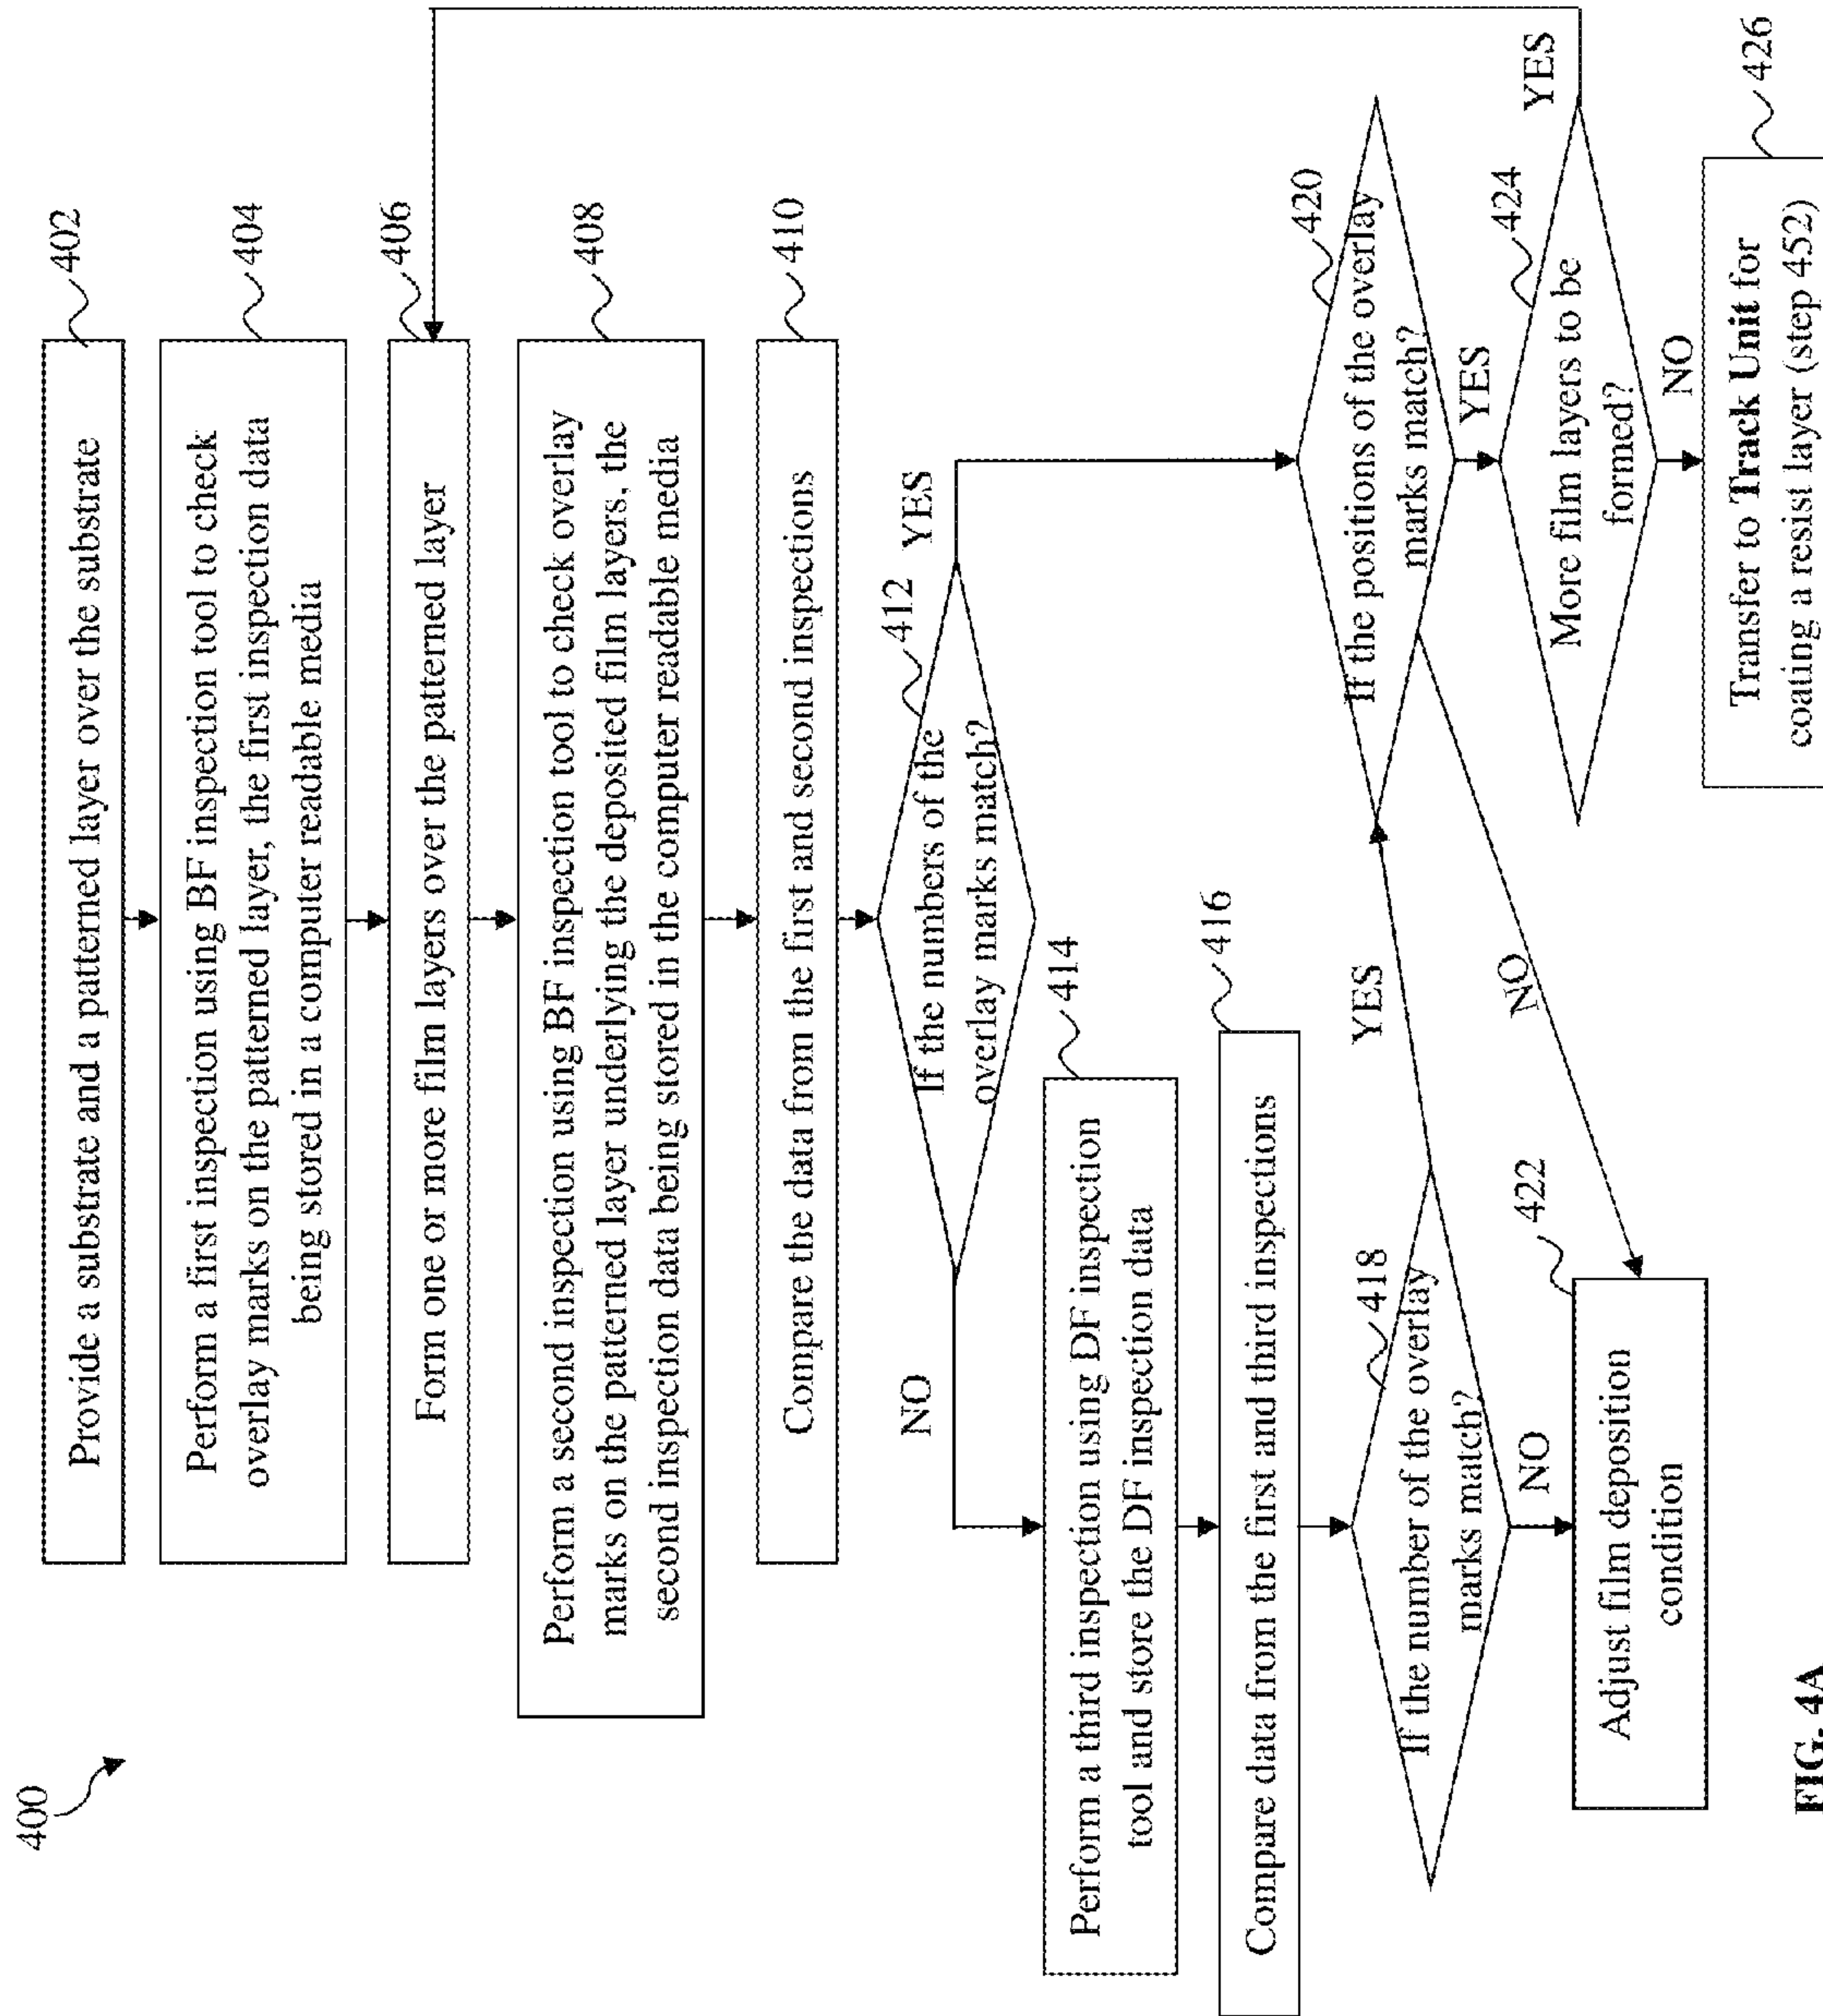 400
Provide a substrate and a patterned layer over the substrate
402
Perform a first inspection using BF inspection tool to check
overlay marks on the patterned layer, the first inspection data
being stored in a computer readable media
404
Form one or more film layers over the patterned layer
406
Perform a second inspection using BF inspection tool to check overlay
marks on the patterned layer underlying the deposited film layers, the
second inspection data being stored in the computer readable media
408
Compare the data from the first and second inspections
410
If the numbers of the
overlay marks match?
412
NO
YES
Perform a third inspection using DF inspection
tool and store the DF inspection data
414
Compare data from the first and third inspections
416
If the number of the overlay
marks match?
418
YES
NO
If the positions of the overlay
marks match?
420
NO
YES
Adjust film deposition
condition
422
More film layers to be
formed?
424
YES
NO
Transfer to Track Unit for
coating a resist layer (step 452)
426
FIG. 4A